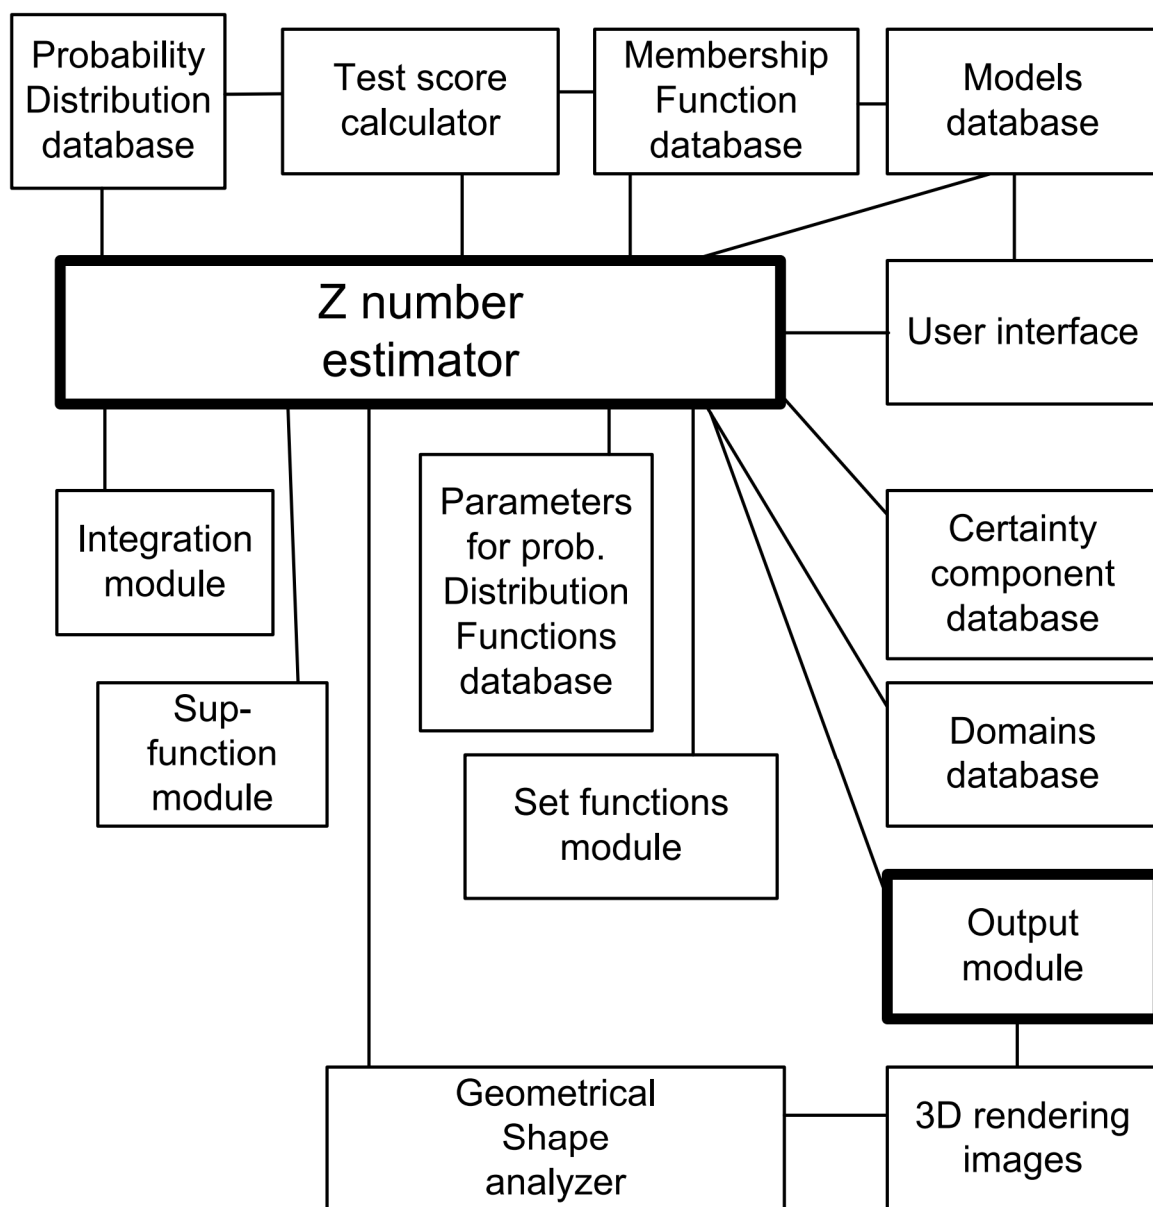 Probability
Distribution
database
Test score
calculator
Membership
Function
database
Models
database
Z number
estimator
User interface
Integration
module
Parameters
for prob.
Distribution
Functions
database
Certainty
component
database
Sup-
function
module
Domains
database
Set functions
module
Output
module
Geometrical
Shape
analyzer
3D rendering
images